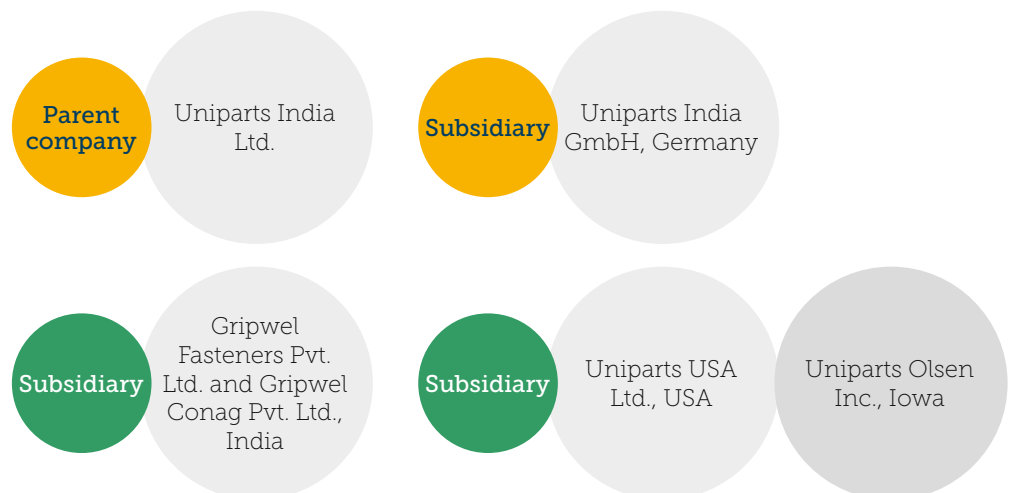 Parent
company
Uniparts India
Ltd.
Subsidiary
Uniparts India
GmbH, Germany
Subsidiary
Gripwel
Fasteners Pvt.
Ltd. and Gripwel
Conag Pvt. Ltd.,
India
Subsidiary
Uniparts USA
Ltd., USA
Uniparts Olsen
Inc., Iowa